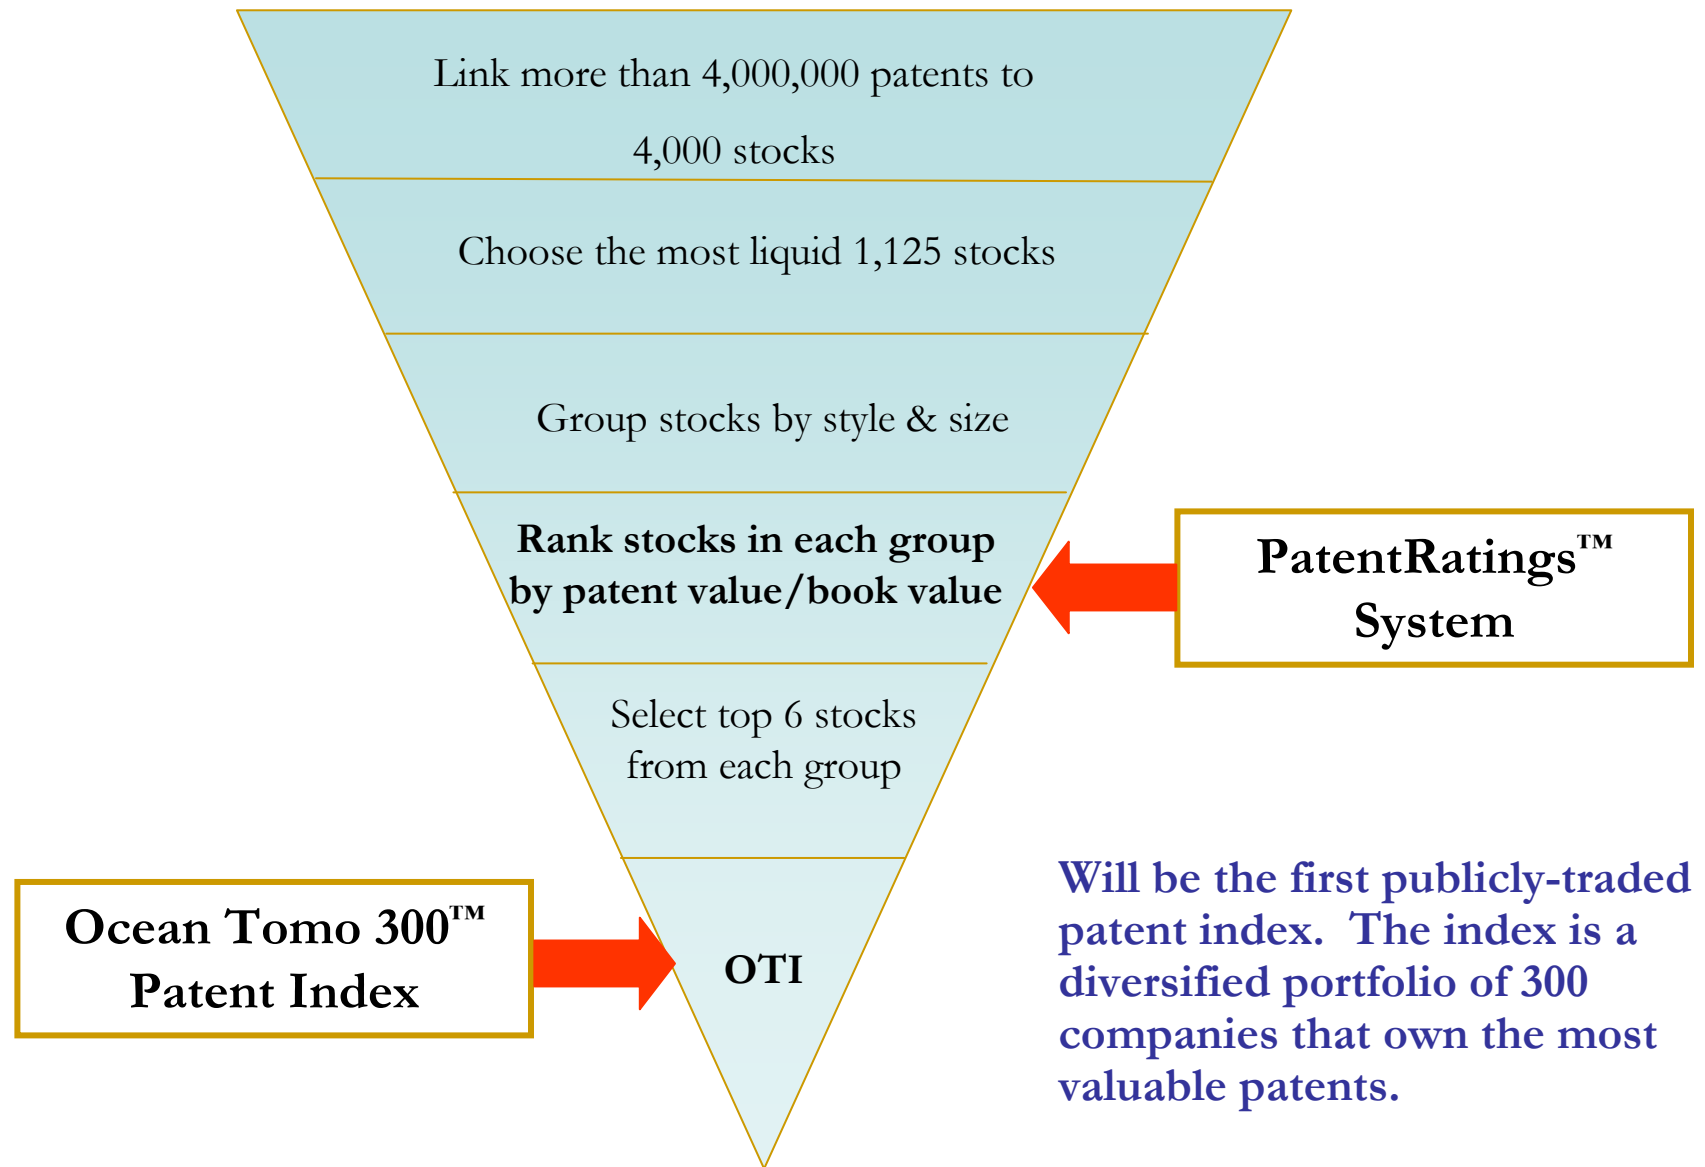 Link more than 4,000,000 patents to
4,000 stocks
Choose the most liquid 1,125 stocks
Group stocks by style & size
Rank stocks in each group
by patent value/book value
PatentRatings™
System
Select top 6 stocks
from each group
Ocean Tomo 300™
Patent Index
OTI
Will be the first publicly-traded
patent index.  The index is a
diversified portfolio of 300
companies that own the most
valuable patents.